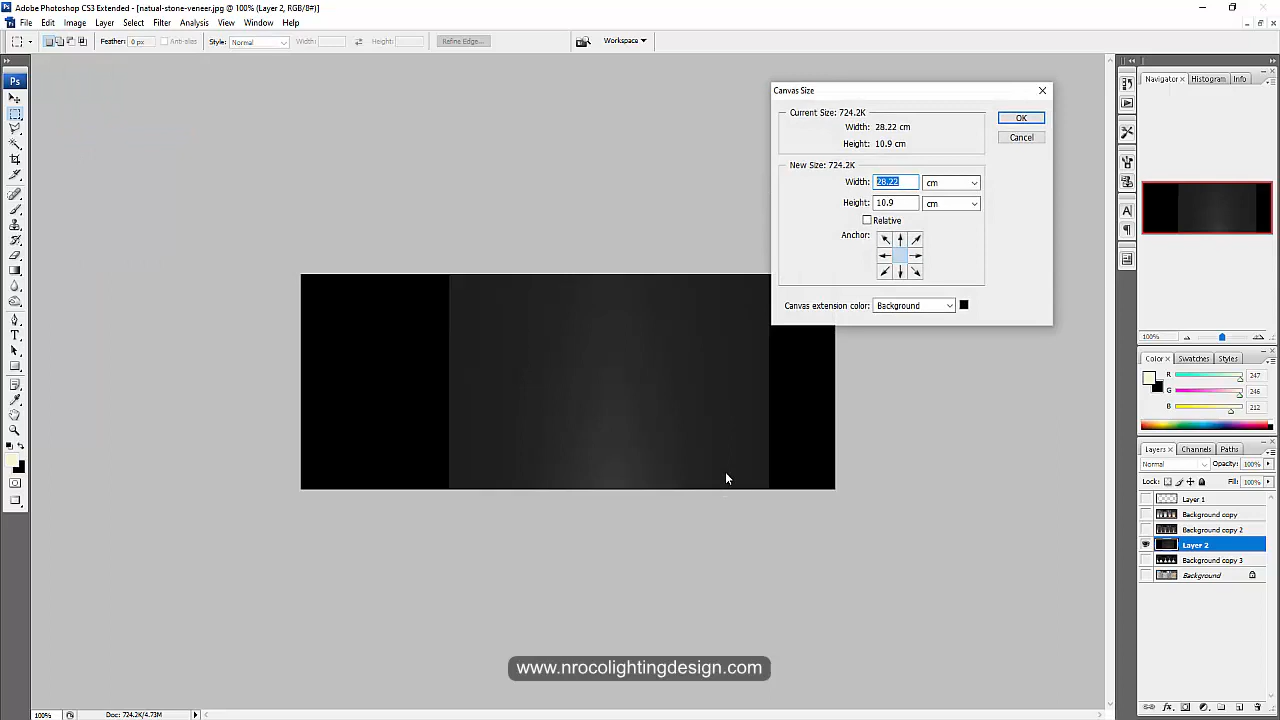 Adobe Photoshop CS3 Extended - [natual-stone-veneer.jpg @ 100% (Layer 2, RGB/8#)]
File Edit Image Layer Select Filter Analysis View Window Help
Feather: 0 px Anti-alias Style: Normal Width: Height: Refine Edge... Workspace
Ps
Canvas Size
Current Size: 724.2K
Width: 28.22 cm
Height: 10.9 cm
OK
Cancel
New Size: 724.2K
Width: 28.22 cm
Height: 10.9 cm
Relative
Anchor:
Canvas extension color: Background
Navigator Histogram Info
100%
Color Swatches Styles
R 247
G 246
B 212
Layers Channels Paths
Normal Opacity: 100%
Lock: Fill: 100%
Layer 1
Background copy
Background copy 2
Layer 2
Background copy 3
Background
www.nrocolightingdesign.com
100% Doc: 724.2K/4.73M